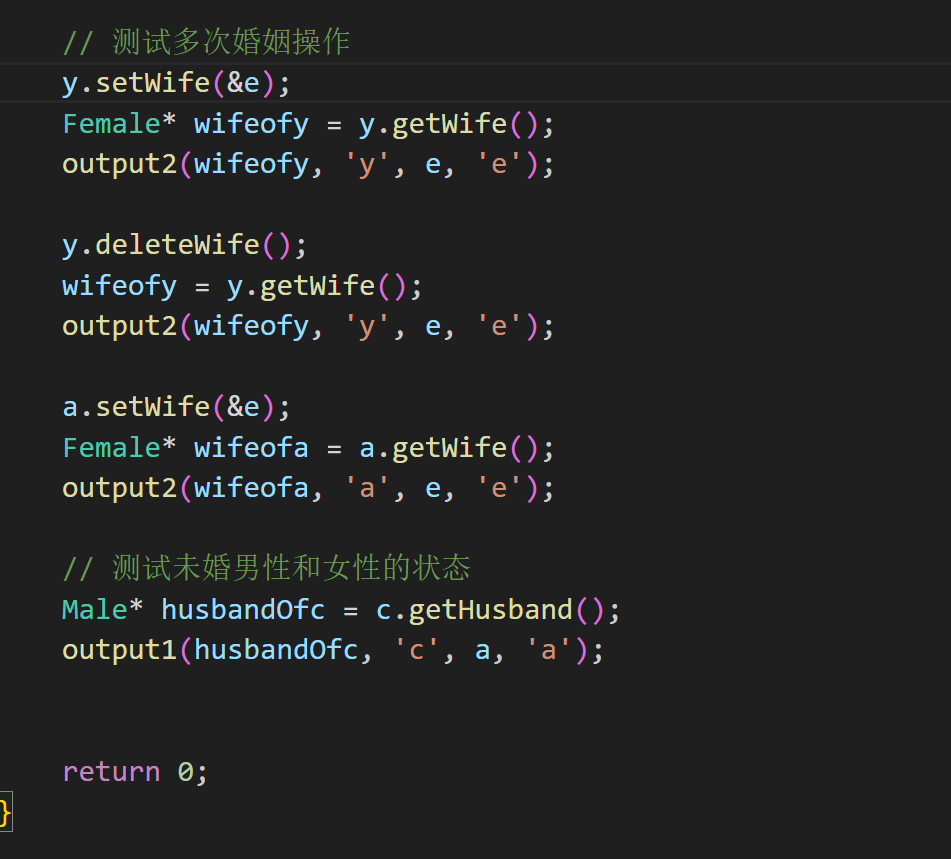 // 测试多次婚姻操作
y.setWife(&e);
Female* wifeofy = y.getWife();
output2(wifeofy, 'y', e, 'e');
y.deleteWife();
wifeofy = y.getWife();
output2(wifeofy, 'y', e, 'e');
a.setWife(&e);
Female* wifeofa = a.getWife();
output2(wifeofa, 'a', e, 'e');
// 测试未婚男性和女性的状态
Male* husbandOfc = c.getHusband();
output1(husbandOfc, 'c', a, 'a');
return 0;
}